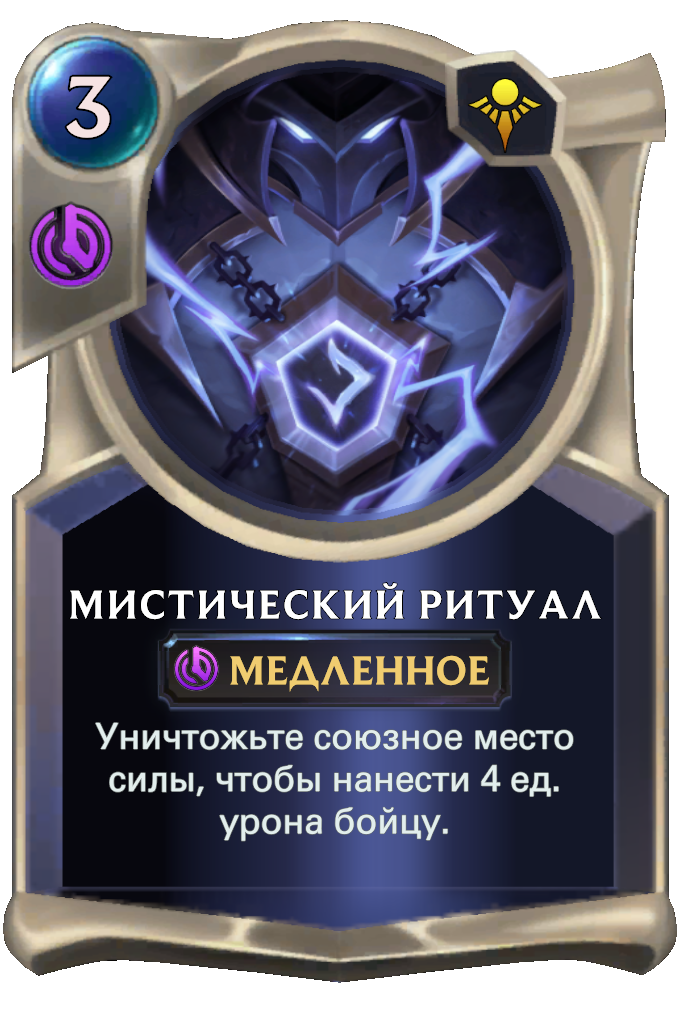 3
МИСТИЧЕСКИЙ РИТУАЛ
МЕДЛЕННОЕ
Уничтожьте союзное место
силы, чтобы нанести 4 ед.
урона бойцу.